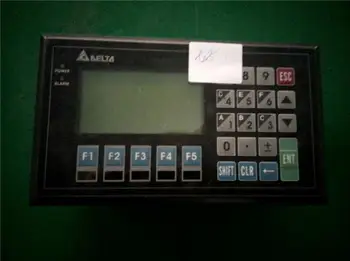 DELTA
POWER
ALARM
8 9 ESC
C 4 E 5 F 6
A 1 B 2 C 3
0 . ±
ENT
F1 F2 F3 F4 F5
SHIFT CLR ←